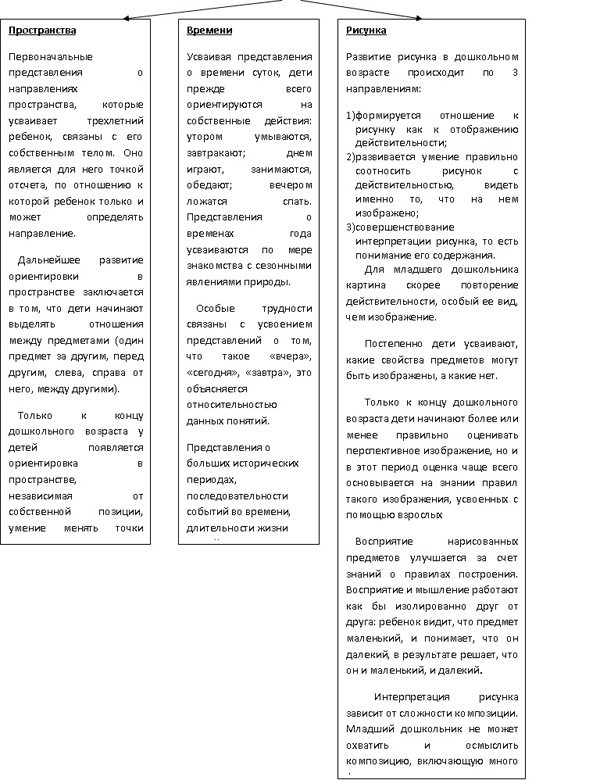 Пространства
Первоначальные
представления о
направлениях
пространства, которые
усваивает трехлетний
ребенок, связаны с его
собственным телом. Оно
является для него точкой
отсчета, по отношению к
которой ребенок только и
может определять
направление.
Дальнейшее развитие
ориентировки в
пространстве заключается
в том, что дети начинают
выделять отношения
между предметами (один
предмет за другим, перед
другим, слева, справа от
него, между другими).
Только к концу
дошкольного возраста у
детей появляется
ориентировка в
пространстве,
независимая от
собственной позиции,
умение менять точки
Времени
Усваивая представления
о времени суток, дети
прежде всего
ориентируются на
собственные действия:
утором умываются,
завтракают; днем
играют, занимаются,
обедают; вечером
ложатся спать.
Представления о
временах года
усваиваются по мере
знакомства с сезонными
явлениями природы.
Особые трудности
связаны с усвоением
представлений о том,
что такое «вчера»,
«сегодня», «завтра», это
объясняется
относительностью
данных понятий.
Представления о
больших исторических
периодах,
последовательности
событий во времени,
длительности жизни
Рисунка
Развитие рисунка в дошкольном
возрасте происходит по 3
направлениям:
1)формируется отношение к
рисунку как к отображению
действительности;
2)развивается умение правильно
соотносить рисунок с
действительностью, видеть
именно то, что на нем
изображено;
3)совершенствование
интерпретации рисунка, то есть
понимание его содержания.
Для младшего дошкольника
картина скорее повторение
действительности, особый ее вид,
чем изображение.
Постепенно дети усваивают,
какие свойства предметов могут
быть изображены, а какие нет.
Только к концу дошкольного
возраста дети начинают более или
менее правильно оценивать
перспективное изображение, но и
в этот период оценка чаще всего
основывается на знании правил
такого изображения, усвоенных с
помощью взрослых
Восприятие нарисованных
предметов улучшается за счет
знаний о правилах построения.
Восприятие и мышление работают
как бы изолированно друг от
друга: ребенок видит, что предмет
маленький, и понимает, что он
далекий, в результате решает, что
он и маленький, и далекий.
Интерпретация рисунка
зависит от сложности композиции.
Младший дошкольник не может
охватить и осмыслить
композицию, включающую много